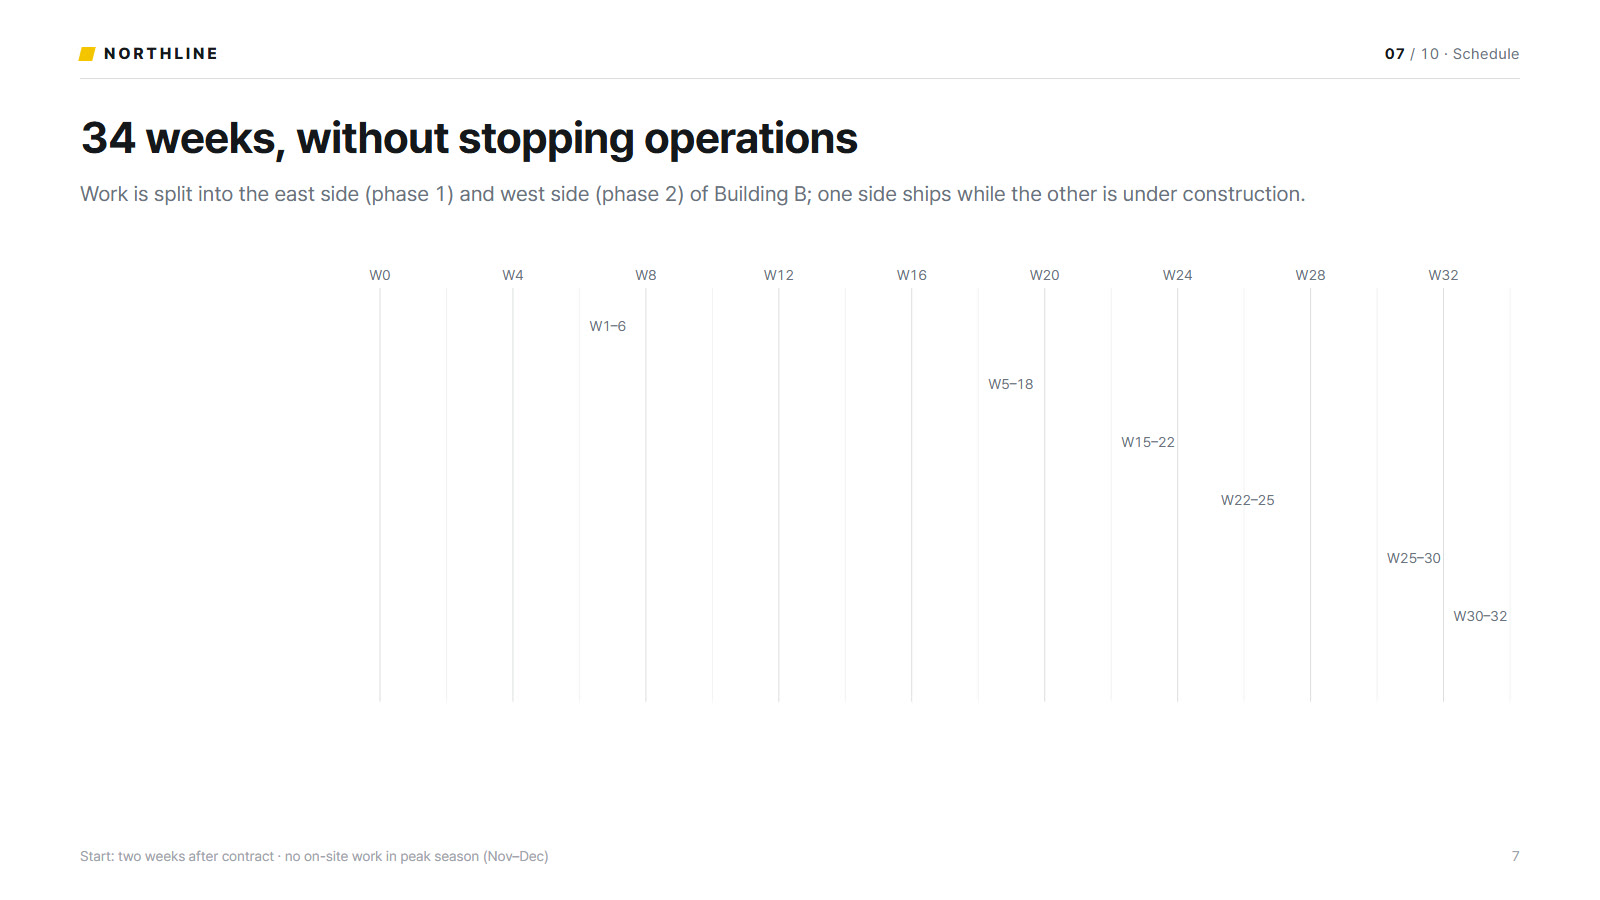 NORTHLINE
07 / 10 · Schedule
34 weeks, without stopping operations
Work is split into the east side (phase 1) and west side (phase 2) of Building B; one side ships while the other is under construction.
W0 W4 W8 W12 W16 W20 W24 W28 W32
W1–6
W5–18
W15–22
W22–25
W25–30
W30–32
Start: two weeks after contract · no on-site work in peak season (Nov–Dec)
7